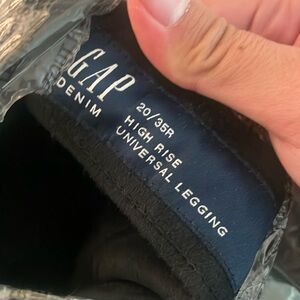 GAP
DENIM
20/35R
HIGH RISE
UNIVERSAL LEGGING